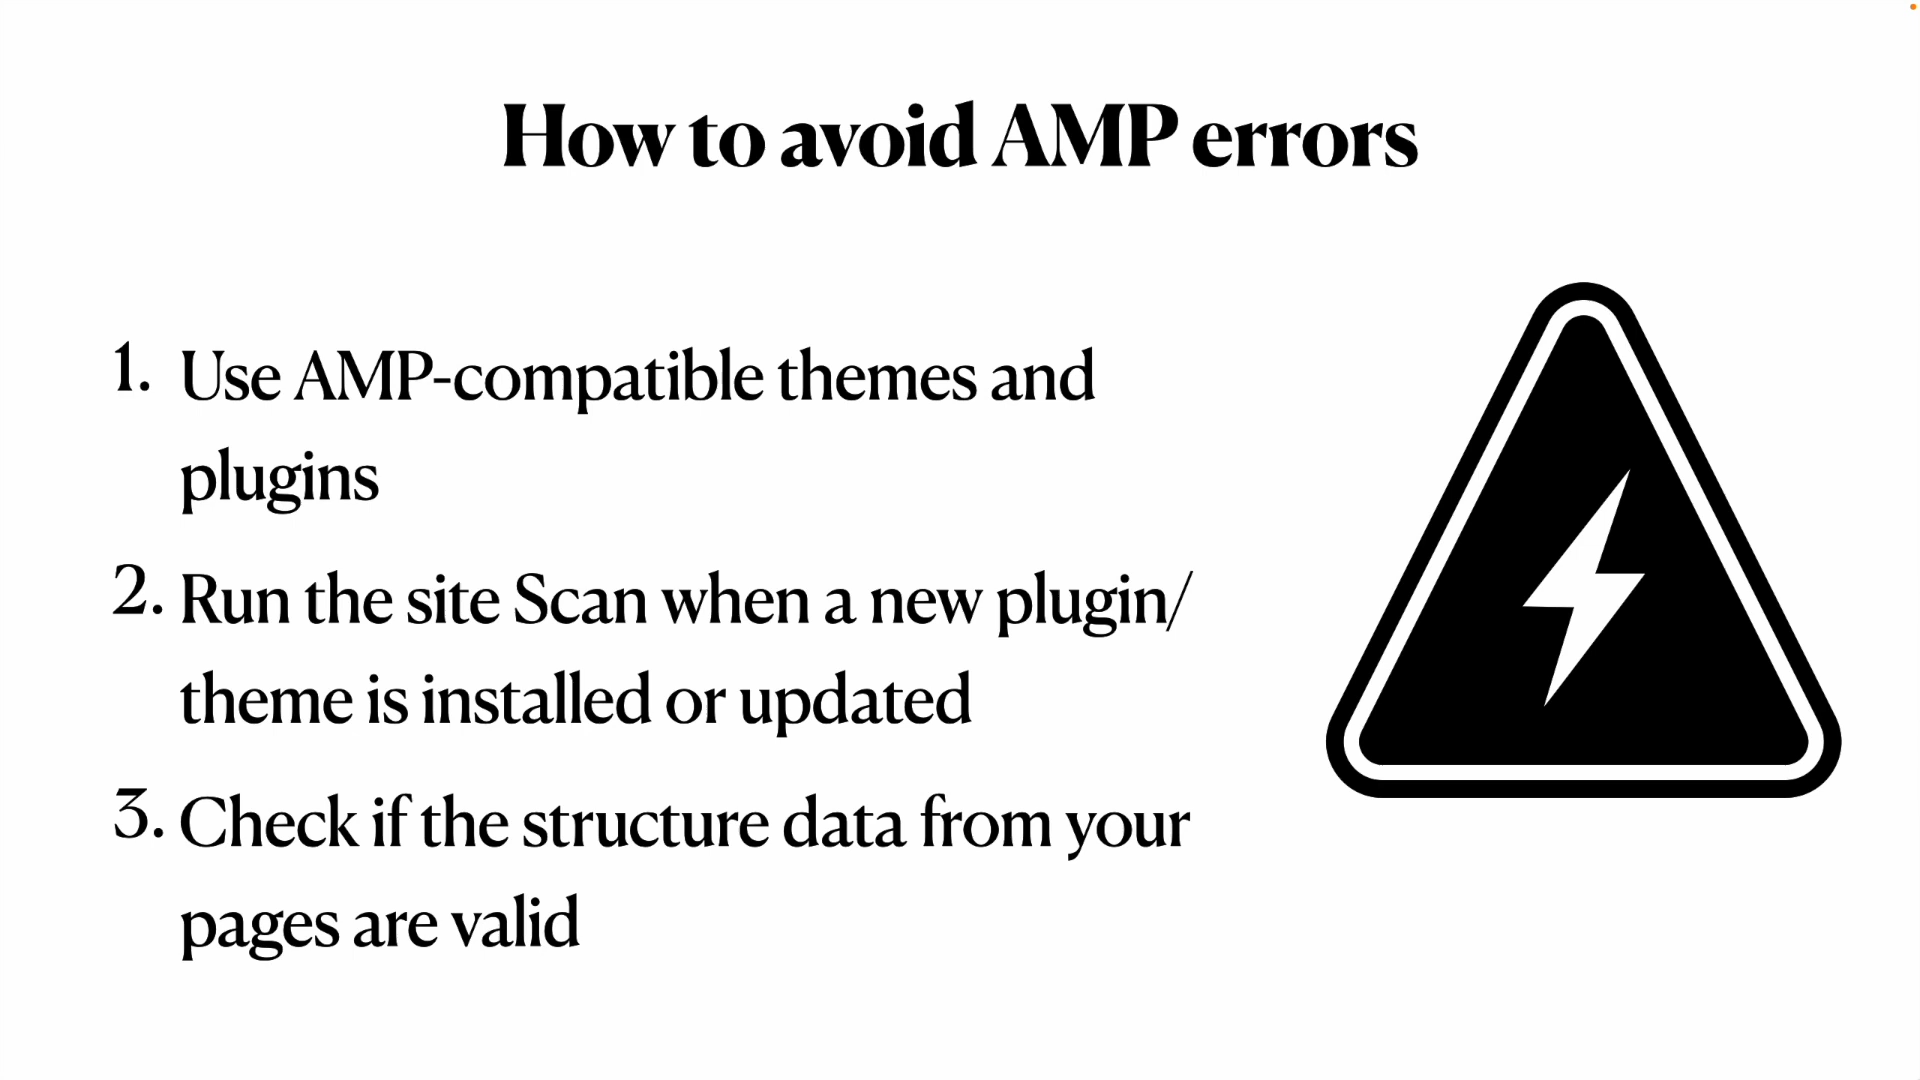 How to avoid AMP errors
1. Use AMP-compatible themes and
plugins
2. Run the site Scan when a new plugin/
theme is installed or updated
3. Check if the structure data from your
pages are valid